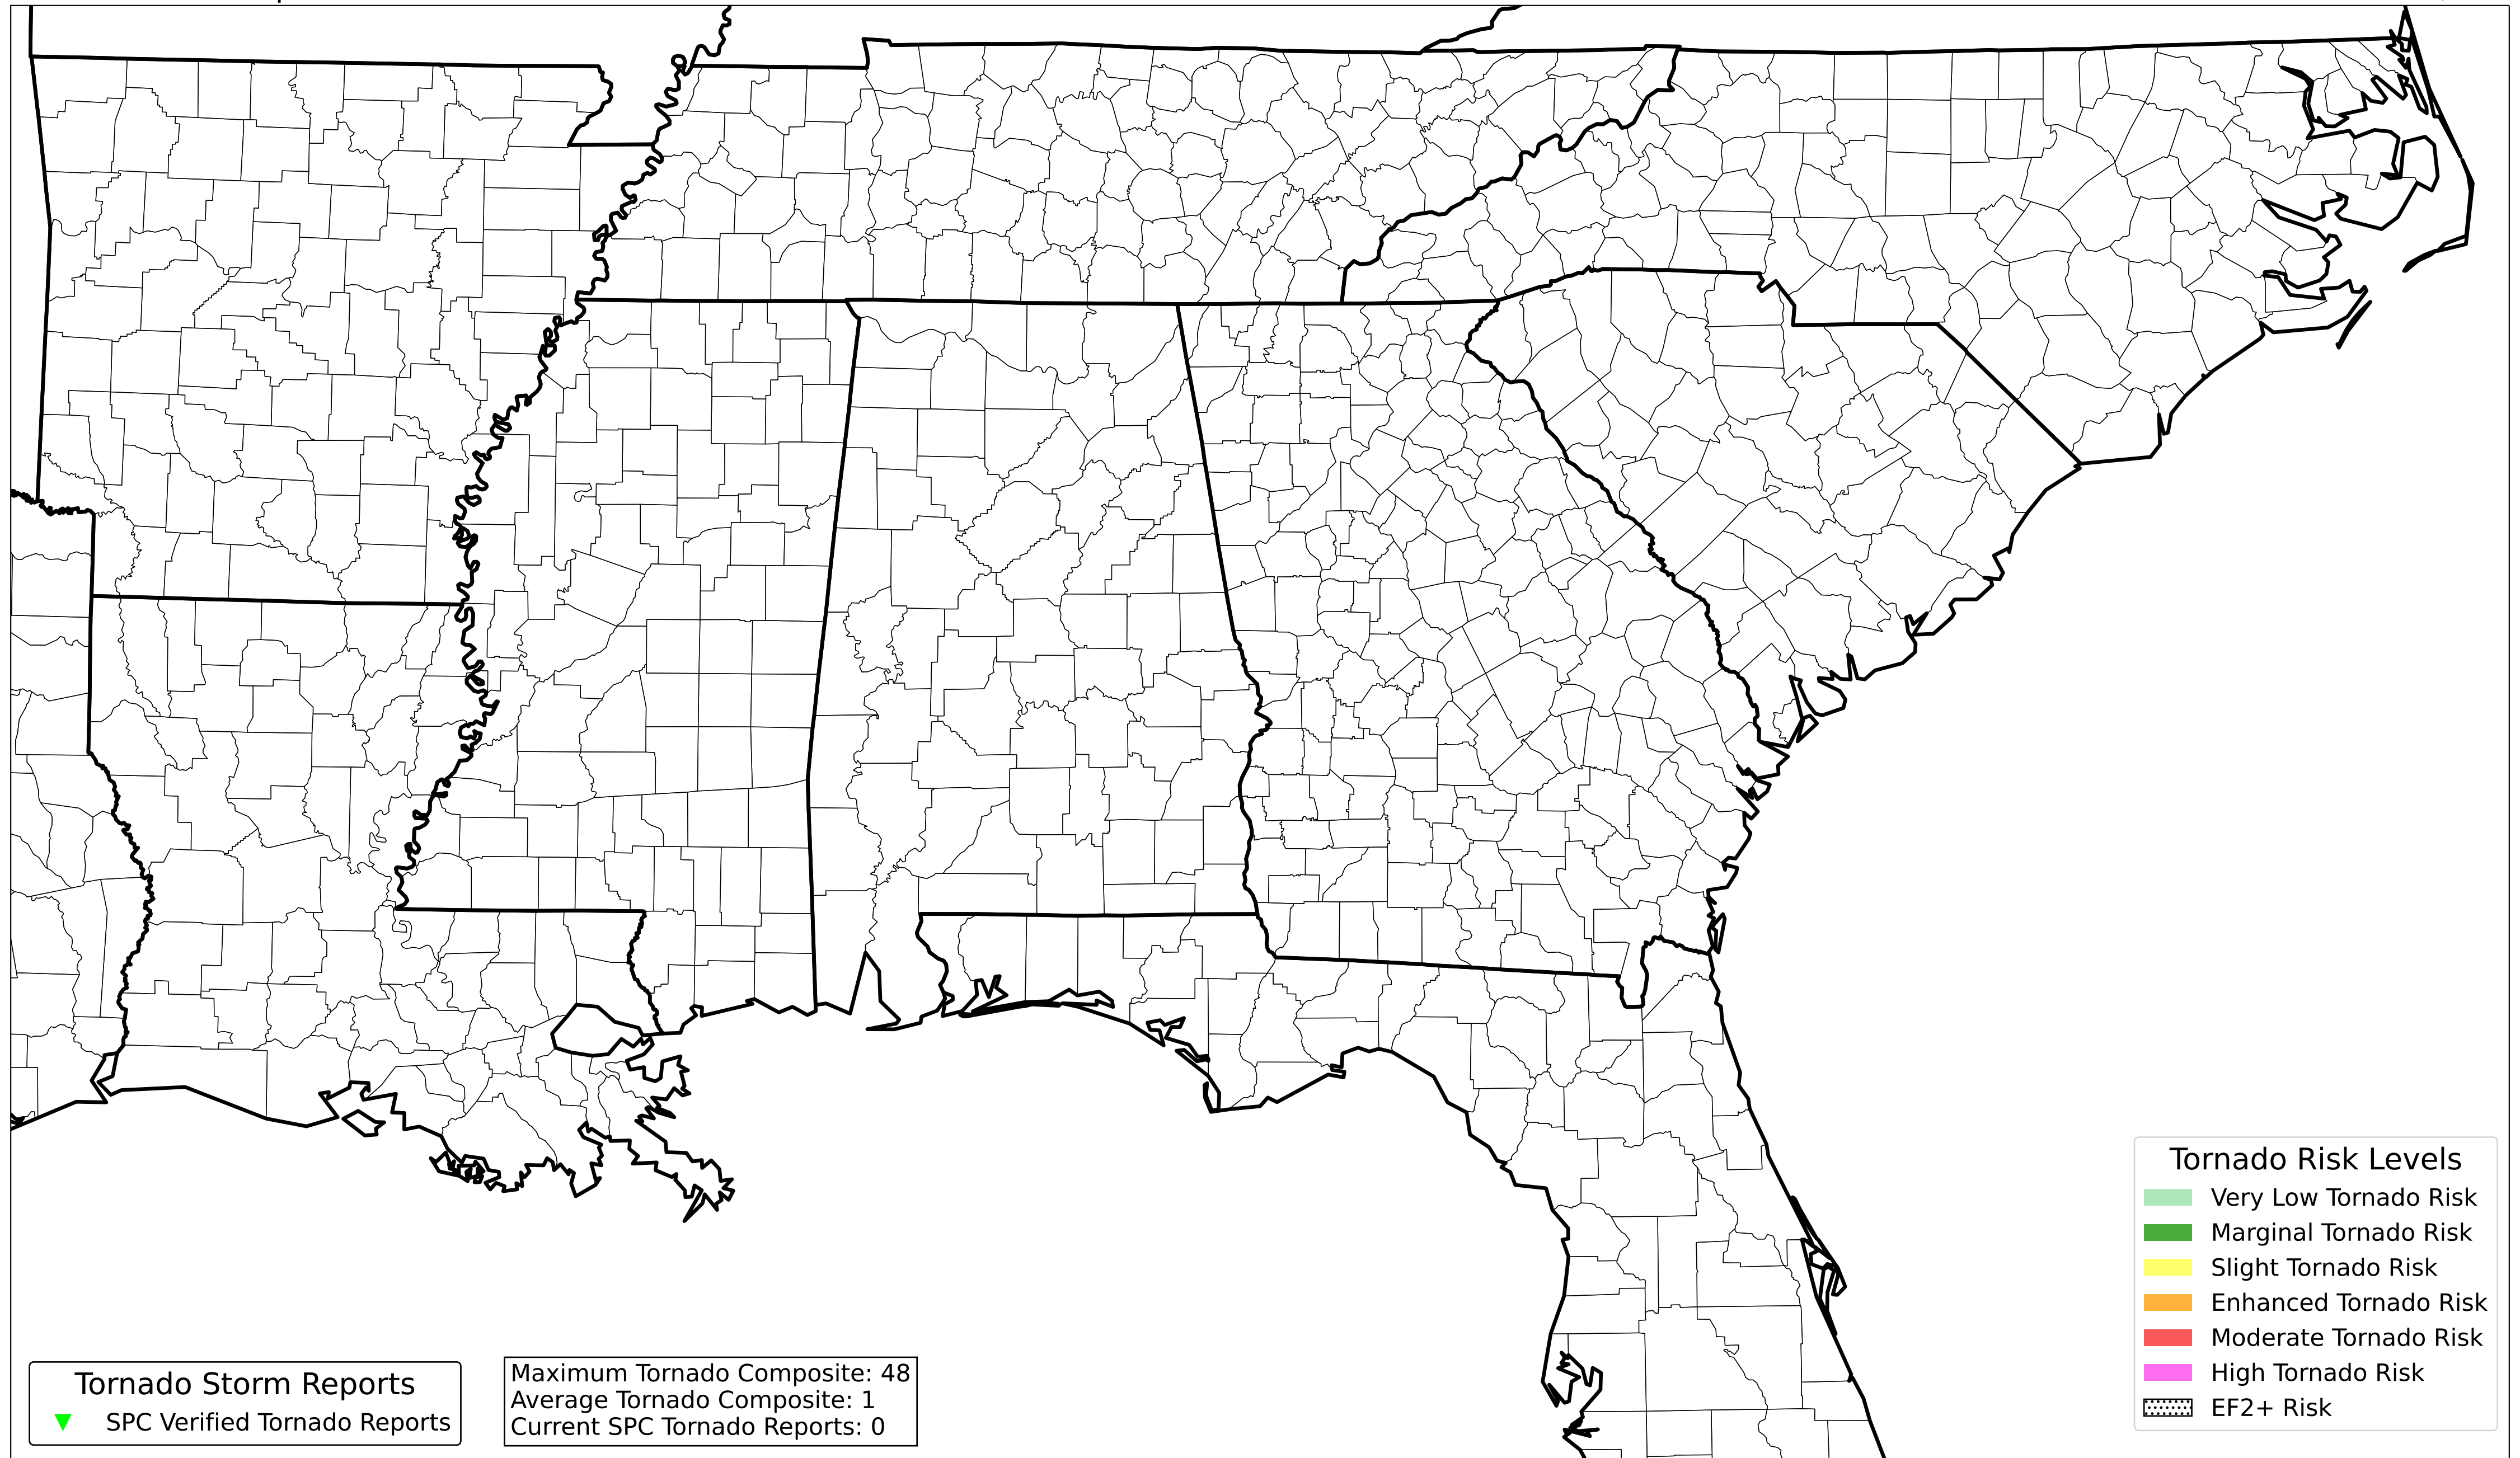 Tornado Risk Levels
Very Low Tornado Risk
Marginal Tornado Risk
Slight Tornado Risk
Enhanced Tornado Risk
Moderate Tornado Risk
High Tornado Risk
EF2+ Risk
Tornado Storm Reports
SPC Verified Tornado Reports
Maximum Tornado Composite: 48
Average Tornado Composite: 1
Current SPC Tornado Reports: 0